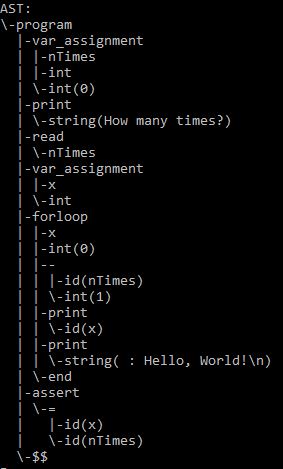 AST:
\-program
  |-var_assignment
  | |-nTimes
  | |-int
  | \-int(0)
  |-print
  | \-string(How many times?)
  |-read
  | \-nTimes
  |-var_assignment
  | |-x
  | \-int
  |-forloop
  | |-x
  | |-int(0)
  | |--
  | | |-id(nTimes)
  | | \-int(1)
  | |-print
  | | \-id(x)
  | |-print
  | | \-string( : Hello, World!\n)
  | \-end
  |-assert
  | \-=
  |   |-id(x)
  |   \-id(nTimes)
  \-$$